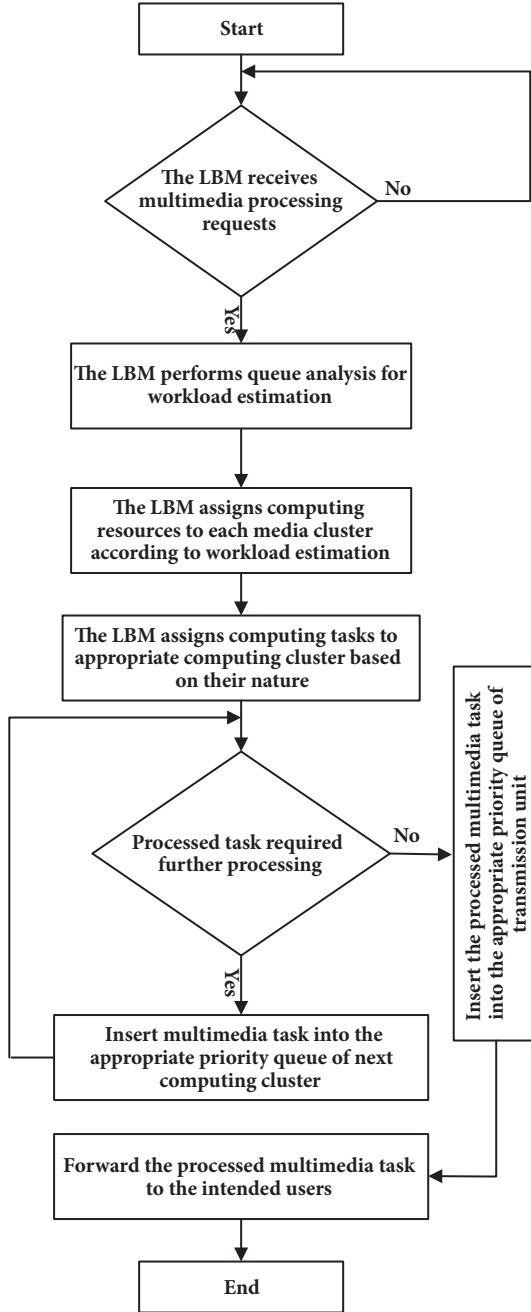 Start
The LBM receives
multimedia processing
requests
No
Yes
The LBM performs queue analysis for
workload estimation
The LBM assigns computing
resources to each media cluster
according to workload estimation
The LBM assigns computing tasks to
appropriate computing cluster based
on their nature
Processed task required
further processing
No
Insert the processed multimedia task
into the appropriate priority queue of
transmission unit
Yes
Insert multimedia task into the
appropriate priority queue of next
computing cluster
Forward the processed multimedia task
to the intended users
End